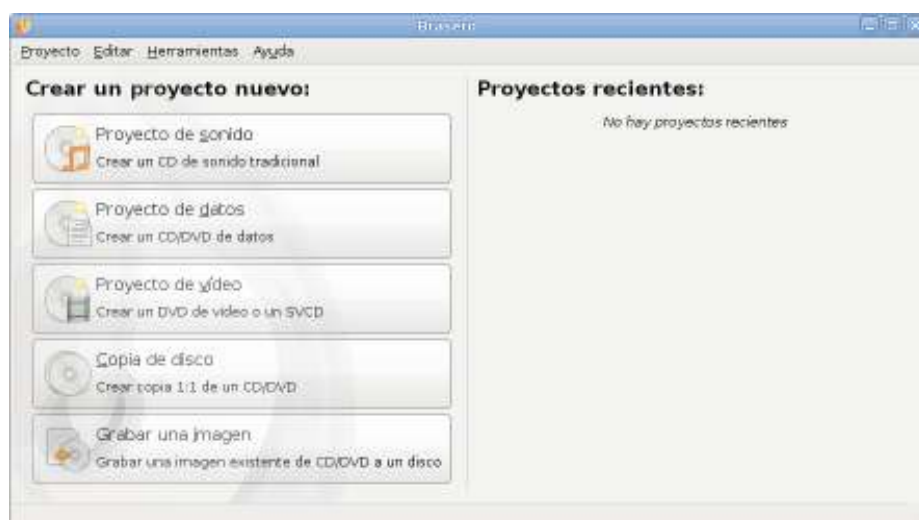 Brasero
Proyecto Editar Herramientas Ayuda
Crear un proyecto nuevo:
Proyecto de sonido
Crear un CD de sonido tradicional
Proyecto de datos
Crear un CD/DVD de datos
Proyecto de vídeo
Crear un DVD de video o un SVCD
Copia de disco
Crear copia 1:1 de un CD/DVD
Grabar una imagen
Grabar una imagen existente de CD/DVD a un disco
Proyectos recientes:
No hay proyectos recientes